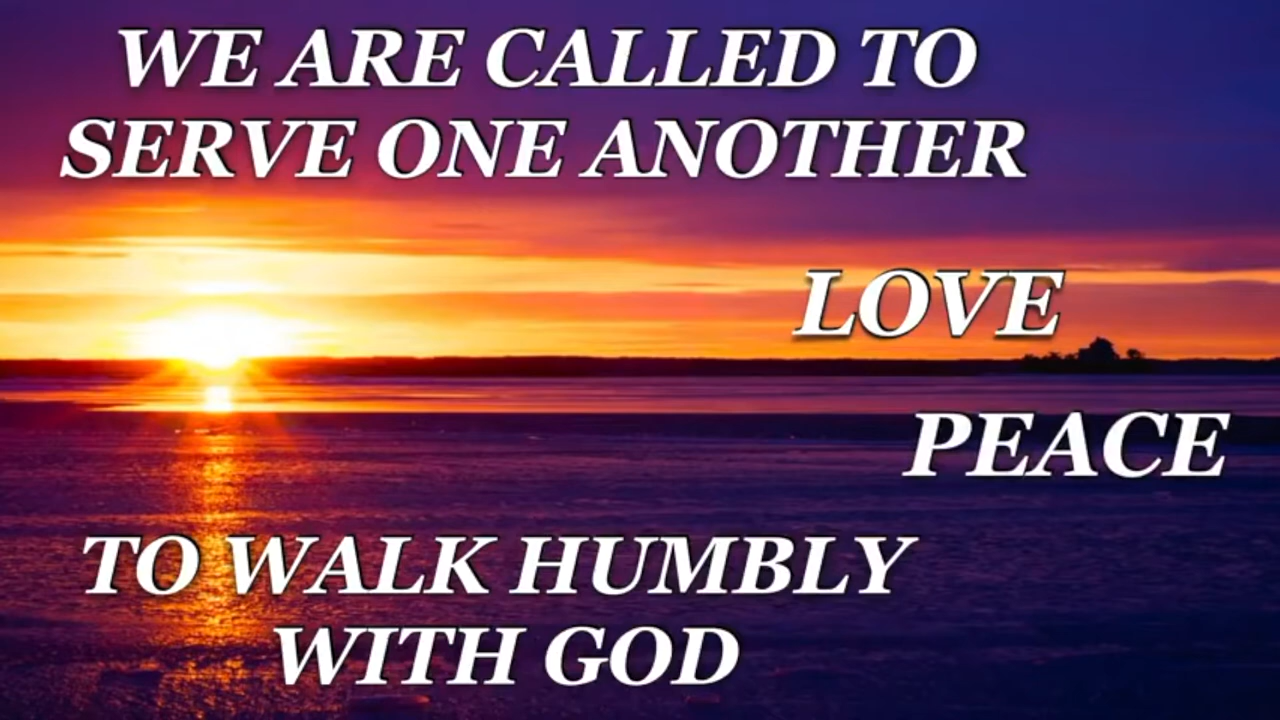 WE ARE CALLED TO
SERVE ONE ANOTHER
LOVE
PEACE
TO WALK HUMBLY
WITH GOD